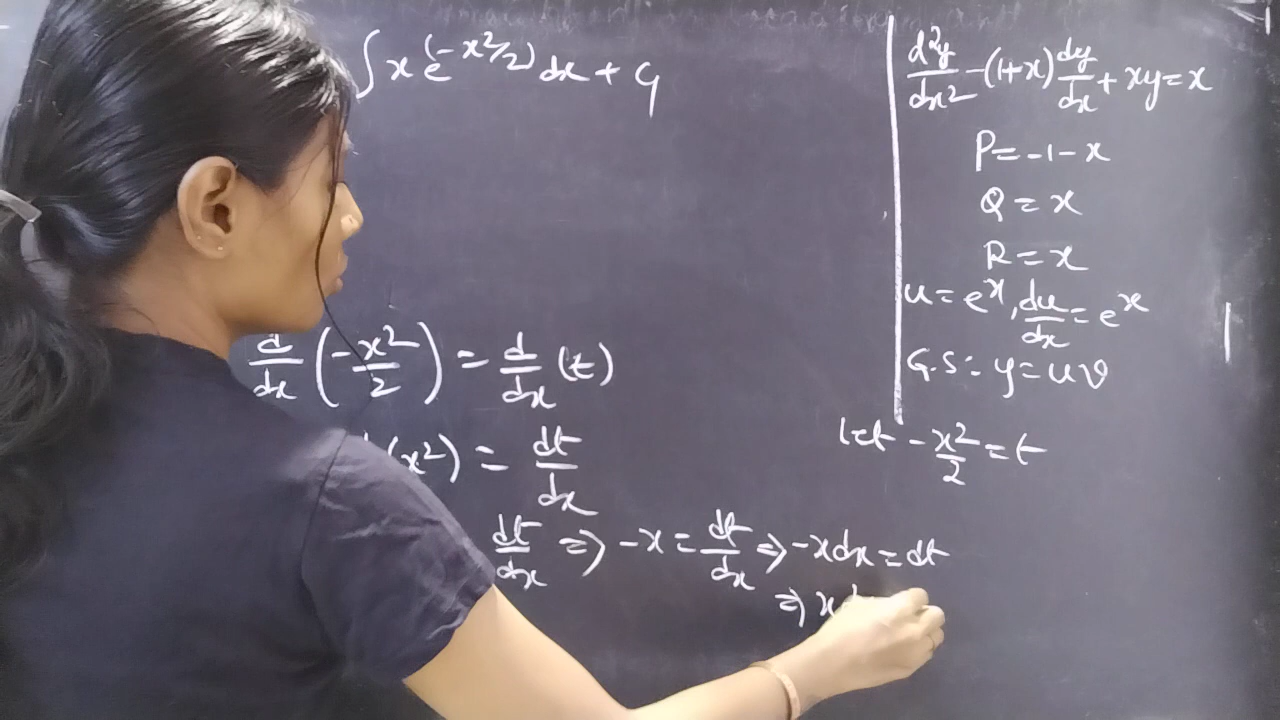 ∫ x e^(-x²/2) dx + c₁
d/dx (-x²/2) = d/dx (t)
(x²) = dt/dx
dt/dx ⇒ -x = dt/dx ⇒ -x dx = dt
⇒ x
d²y/dx² - (1+x) dy/dx + xy = x
P = -1 - x
Q = x
R = x
u = e^x, du/dx = e^x
G.S: y = uv
let -x²/2 = t